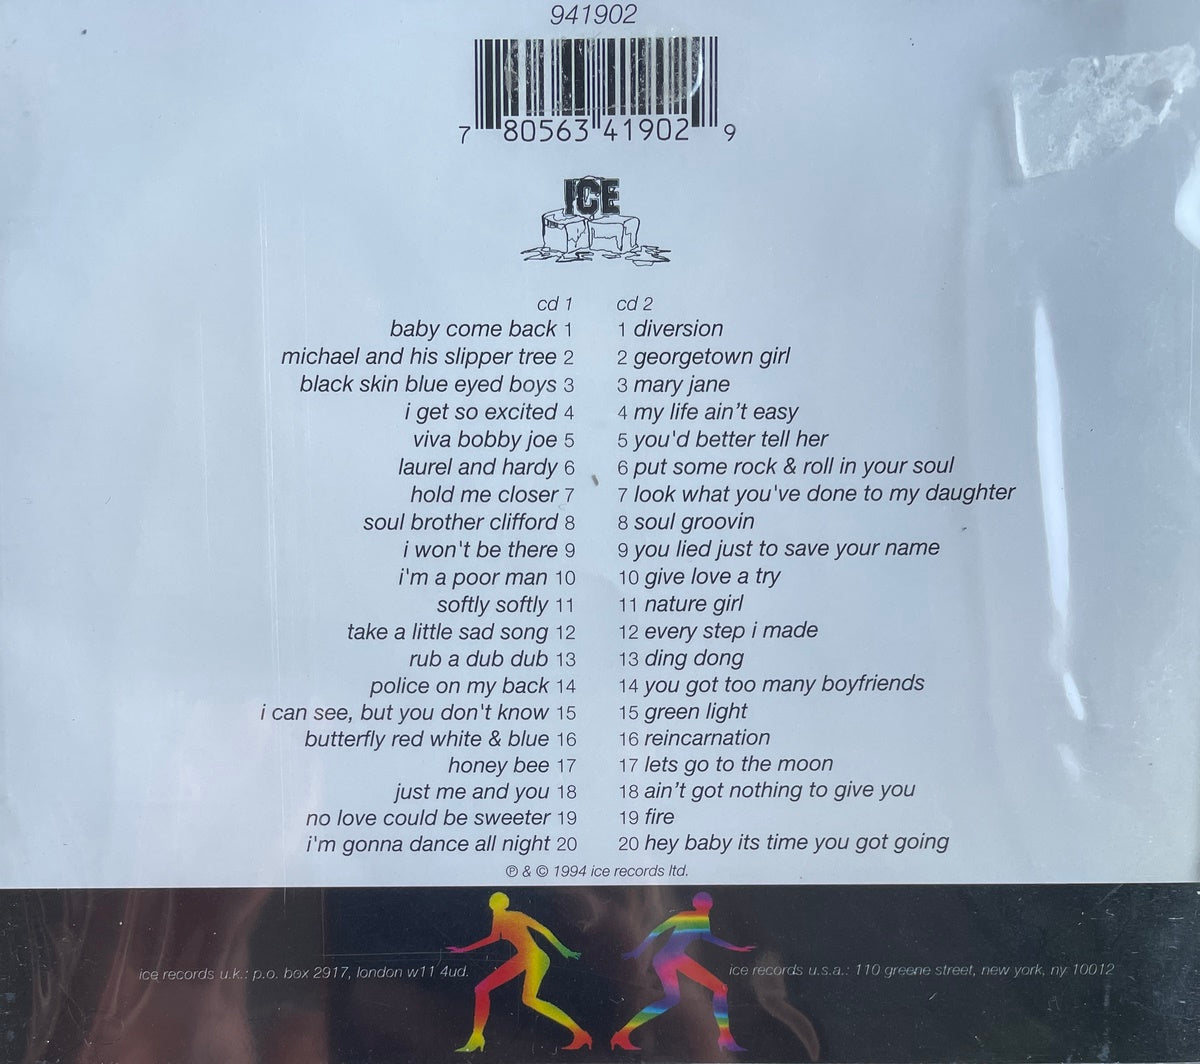 941902
7 80563 41902 9
ICE
cd 1
baby come back 1
michael and his slipper tree 2
black skin blue eyed boys 3
i get so excited 4
viva bobby joe 5
laurel and hardy 6
hold me closer 7
soul brother clifford 8
i won't be there 9
i'm a poor man 10
softly softly 11
take a little sad song 12
rub a dub dub 13
police on my back 14
i can see, but you don't know 15
butterfly red white & blue 16
honey bee 17
just me and you 18
no love could be sweeter 19
i'm gonna dance all night 20
cd 2
1 diversion
2 georgetown girl
3 mary jane
4 my life ain't easy
5 you'd better tell her
6 put some rock & roll in your soul
7 look what you've done to my daughter
8 soul groovin
9 you lied just to save your name
10 give love a try
11 nature girl
12 every step i made
13 ding dong
14 you got too many boyfriends
15 green light
16 reincarnation
17 lets go to the moon
18 ain't got nothing to give you
19 fire
20 hey baby its time you got going
℗ & © 1994 ice records ltd.
ice records u.k.: p.o. box 2917, london w11 4ud.
ice records u.s.a.: 110 greene street, new york, ny 10012